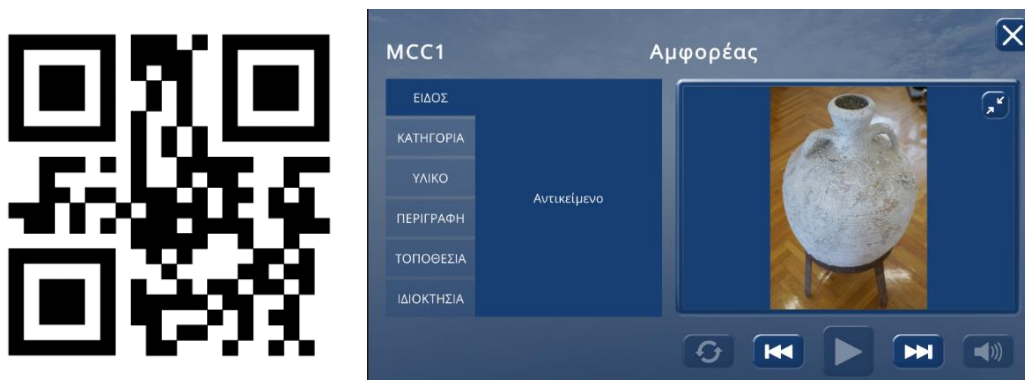 MCC1
Αμφορέας
ΕΙΔΟΣ
ΚΑΤΗΓΟΡΙΑ
ΥΛΙΚΟ
ΠΕΡΙΓΡΑΦΗ
ΤΟΠΟΘΕΣΙΑ
ΙΔΙΟΚΤΗΣΙΑ
Αντικείμενο